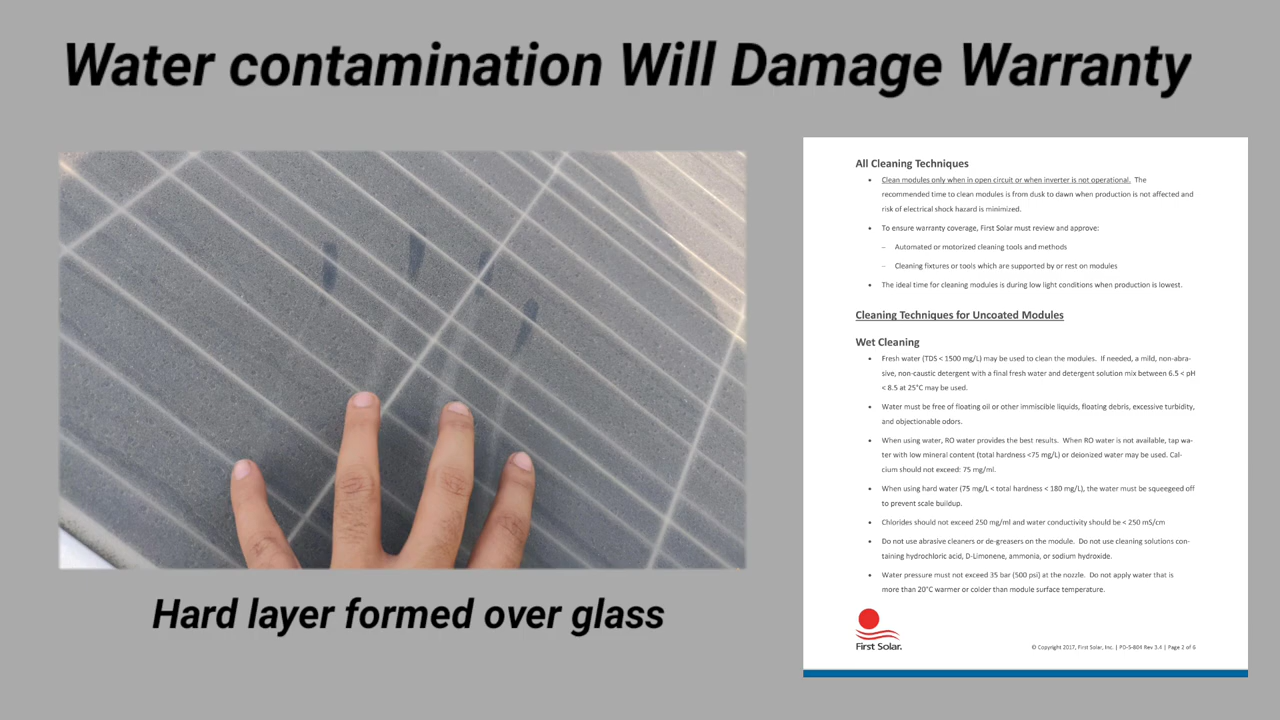 Water contamination Will Damage Warranty
Hard layer formed over glass
All Cleaning Techniques
• Clean modules only when in open circuit or when inverter is not operational. The
recommended time to clean modules is from dusk to dawn when production is not affected and
risk of electrical shock hazard is minimized.
• To ensure warranty coverage, First Solar must review and approve:
– Automated or motorized cleaning tools and methods
– Cleaning fixtures or tools which are supported by or rest on modules
• The ideal time for cleaning modules is during low light conditions when production is lowest.
Cleaning Techniques for Uncoated Modules
Wet Cleaning
• Fresh water (TDS < 1500 mg/L) may be used to clean the modules. If needed, a mild, non-abra-
sive, non-caustic detergent with a final fresh water and detergent solution mix between 6.5 < pH
< 8.5 at 25°C may be used.
• Water must be free of floating oil or other immiscible liquids, floating debris, excessive turbidity,
and objectionable odors.
• When using water, RO water provides the best results. When RO water is not available, tap wa-
ter with low mineral content (total hardness <75 mg/L) or deionized water may be used. Cal-
cium should not exceed: 75 mg/ml.
• When using hard water (75 mg/L < total hardness < 180 mg/L), the water must be squeegeed off
to prevent scale buildup.
• Chlorides should not exceed 250 mg/ml and water conductivity should be < 250 mS/cm
• Do not use abrasive cleaners or de-greasers on the module. Do not use cleaning solutions con-
taining hydrochloric acid, D-Limonene, ammonia, or sodium hydroxide.
• Water pressure must not exceed 35 bar (500 psi) at the nozzle. Do not apply water that is
more than 20°C warmer or colder than module surface temperature.
First Solar.
© Copyright 2017, First Solar, Inc. | PD-5-804 Rev 3.4 | Page 2 of 6